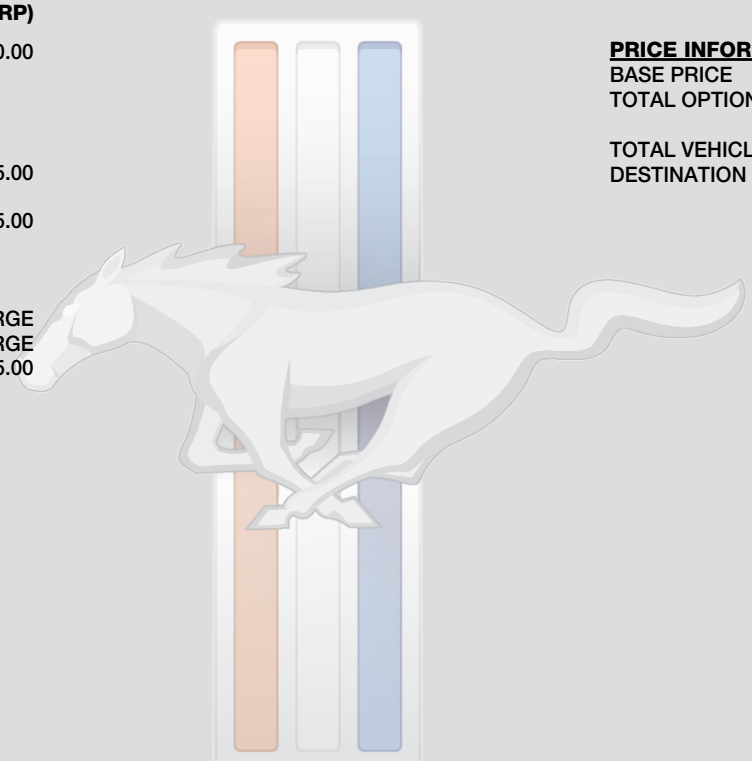 RP)
0.00
5.00
5.00
RGE
RGE
5.00
PRICE INFOR
BASE PRICE
TOTAL OPTION
TOTAL VEHICL
DESTINATION